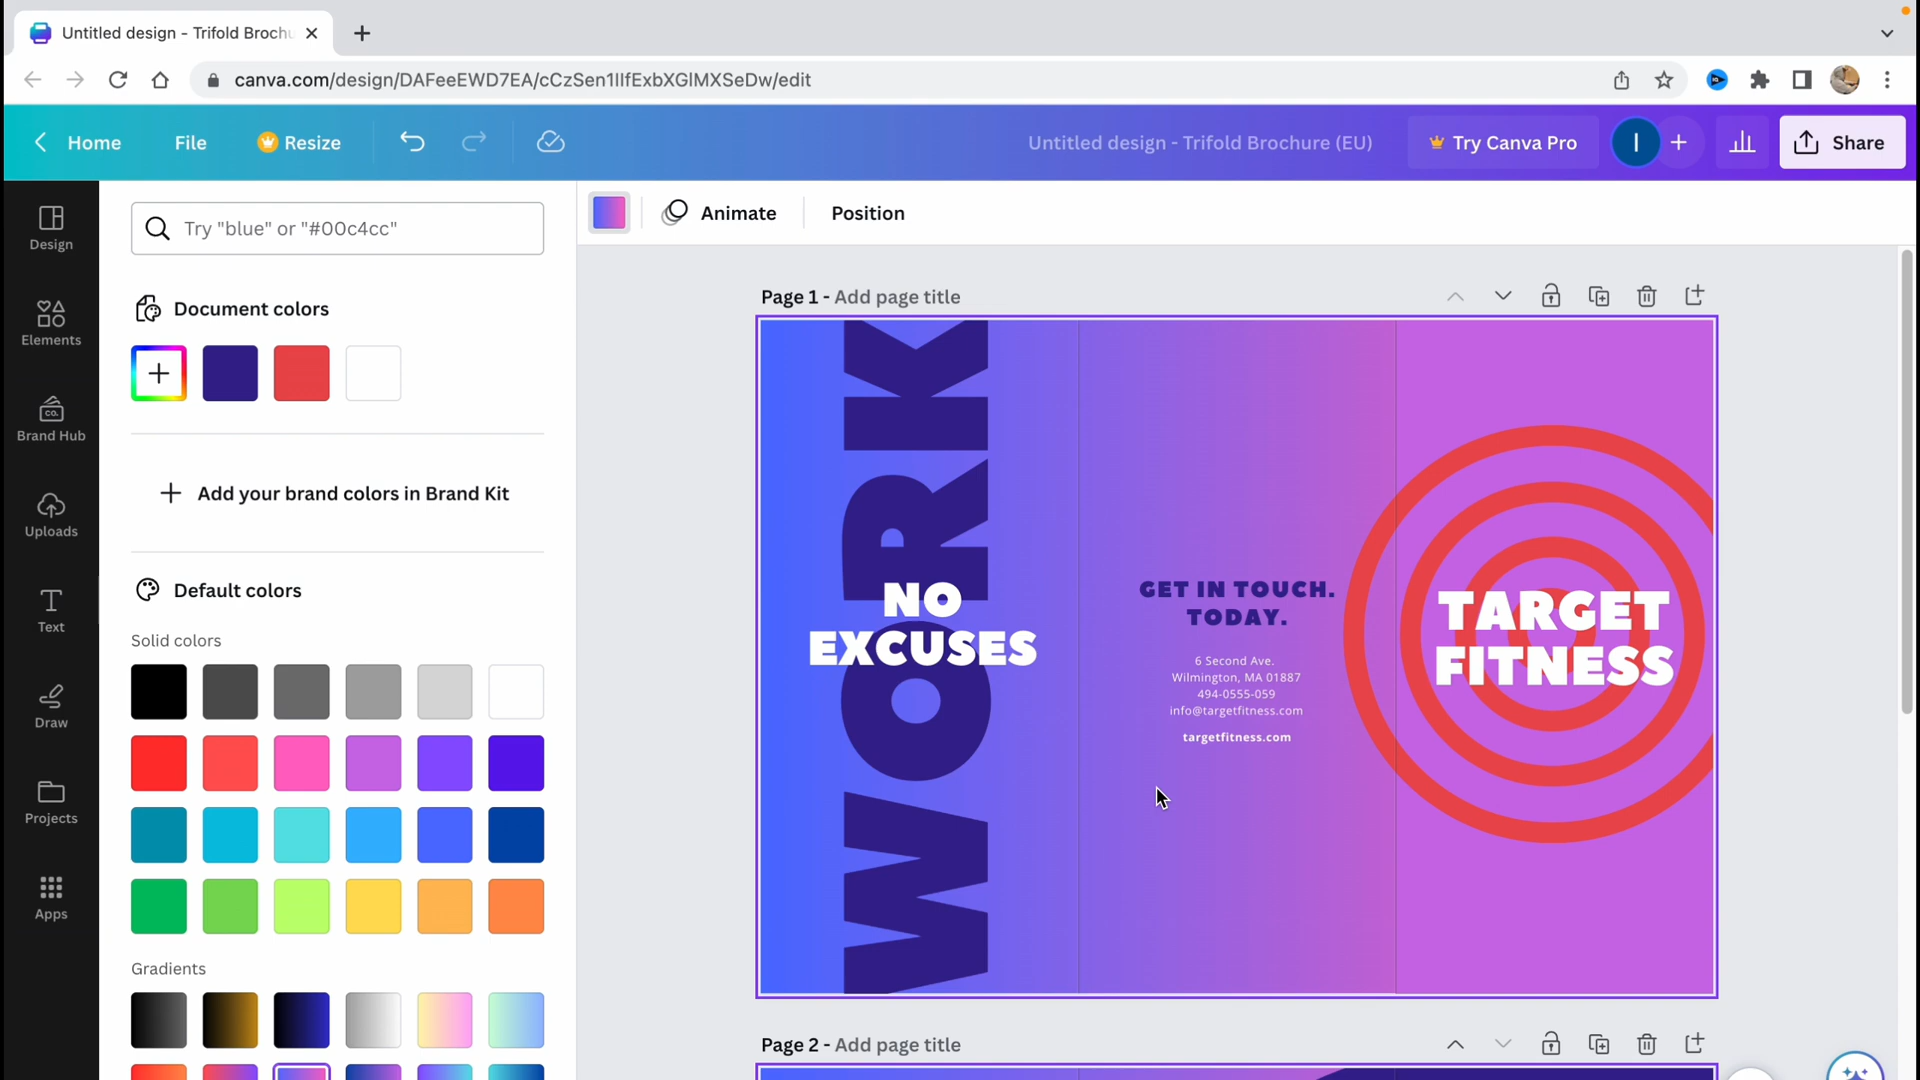 Untitled design - Trifold Brochu
canva.com/design/DAFeeEWD7EA/cCzSen1lIfExbXGlMXSeDw/edit
Home
File
Resize
Untitled design - Trifold Brochure (EU)
Try Canva Pro
I
Share
Design
Elements
CO.
Brand Hub
Uploads
Text
Draw
Projects
Apps
Try "blue" or "#00c4cc"
Document colors
Add your brand colors in Brand Kit
Default colors
Solid colors
Gradients
Animate
Position
Page 1 - Add page title
WORK
NO
EXCUSES
GET IN TOUCH.
TODAY.
6 Second Ave.
Wilmington, MA 01887
494-0555-059
info@targetfitness.com
targetfitness.com
TARGET
FITNESS
Page 2 - Add page title